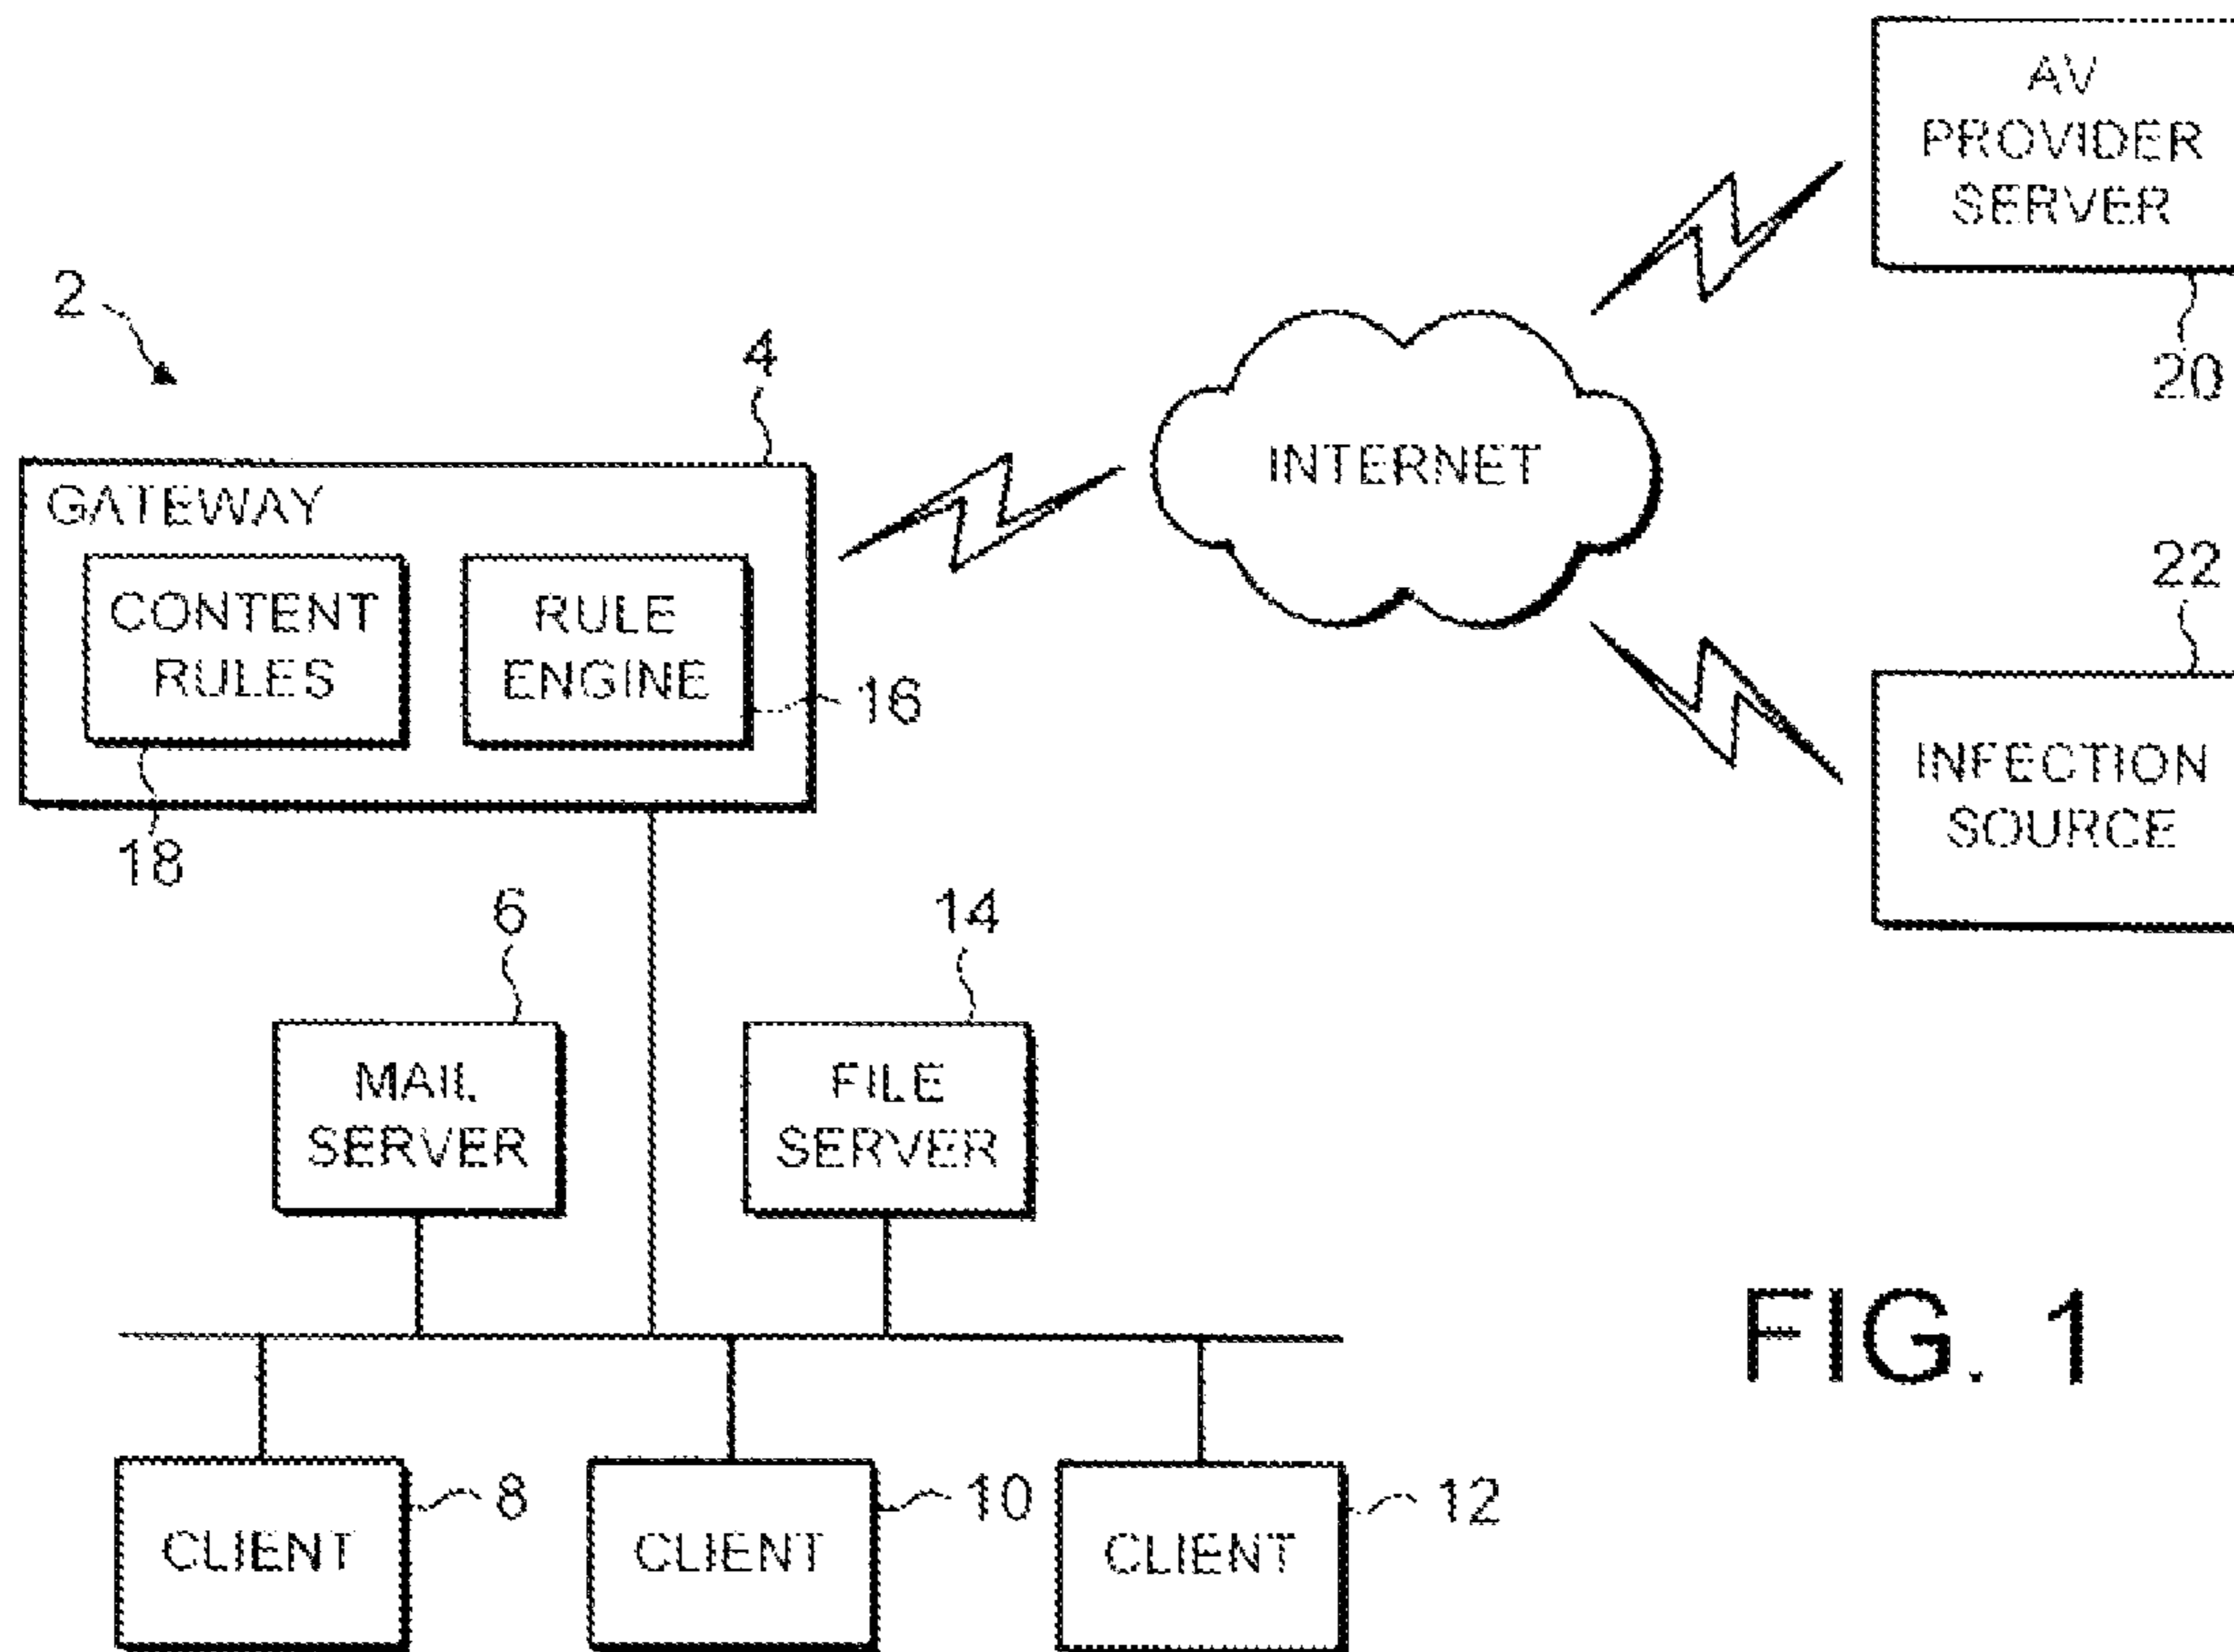 AV
PROVIDER
SERVER
20
2
4
GATEWAY
CONTENT
RULES
RULE
ENGINE
16
18
INTERNET
22
INFECTION
SOURCE
6
14
MAIL
SERVER
FILE
SERVER
8
10
12
CLIENT
CLIENT
CLIENT
FIG. 1